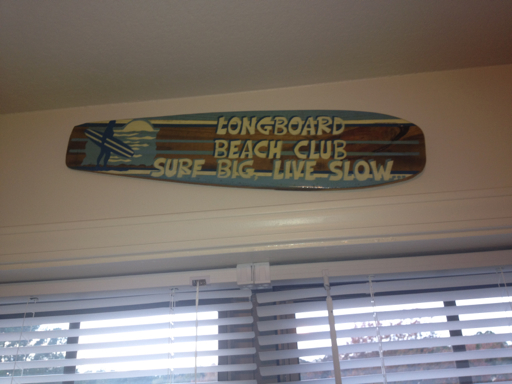 LONGBOARD
BEACH CLUB
SURF BIG, LIVE SLOW...